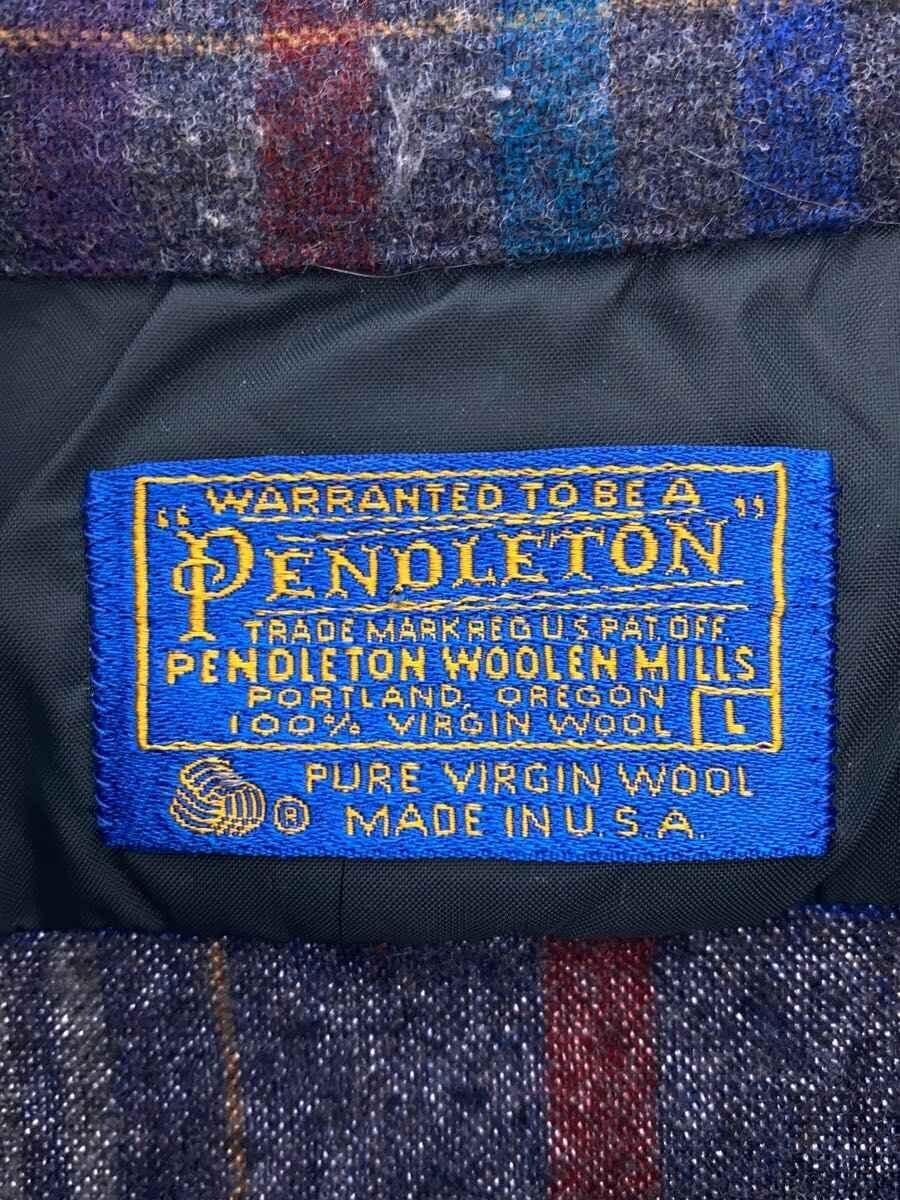 WARRANTED TO BE A
"PENDLETON"
TRADE MARK REG U.S. PAT. OFF.
PENDLETON WOOLEN MILLS
PORTLAND, OREGON
100% VIRGIN WOOL L
® PURE VIRGIN WOOL
MADE IN U.S.A.